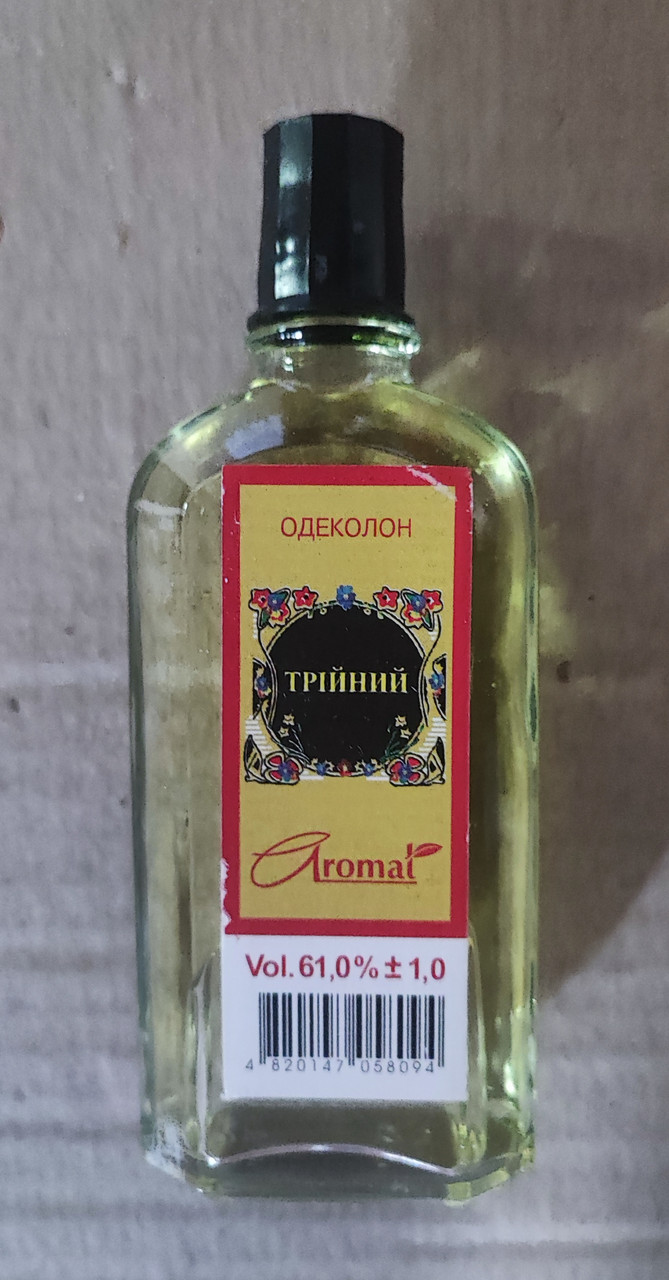 ОДЕКОЛОН
ТРІЙНИЙ
Aromat
Vol. 61,0% ± 1,0
4 820147 058094